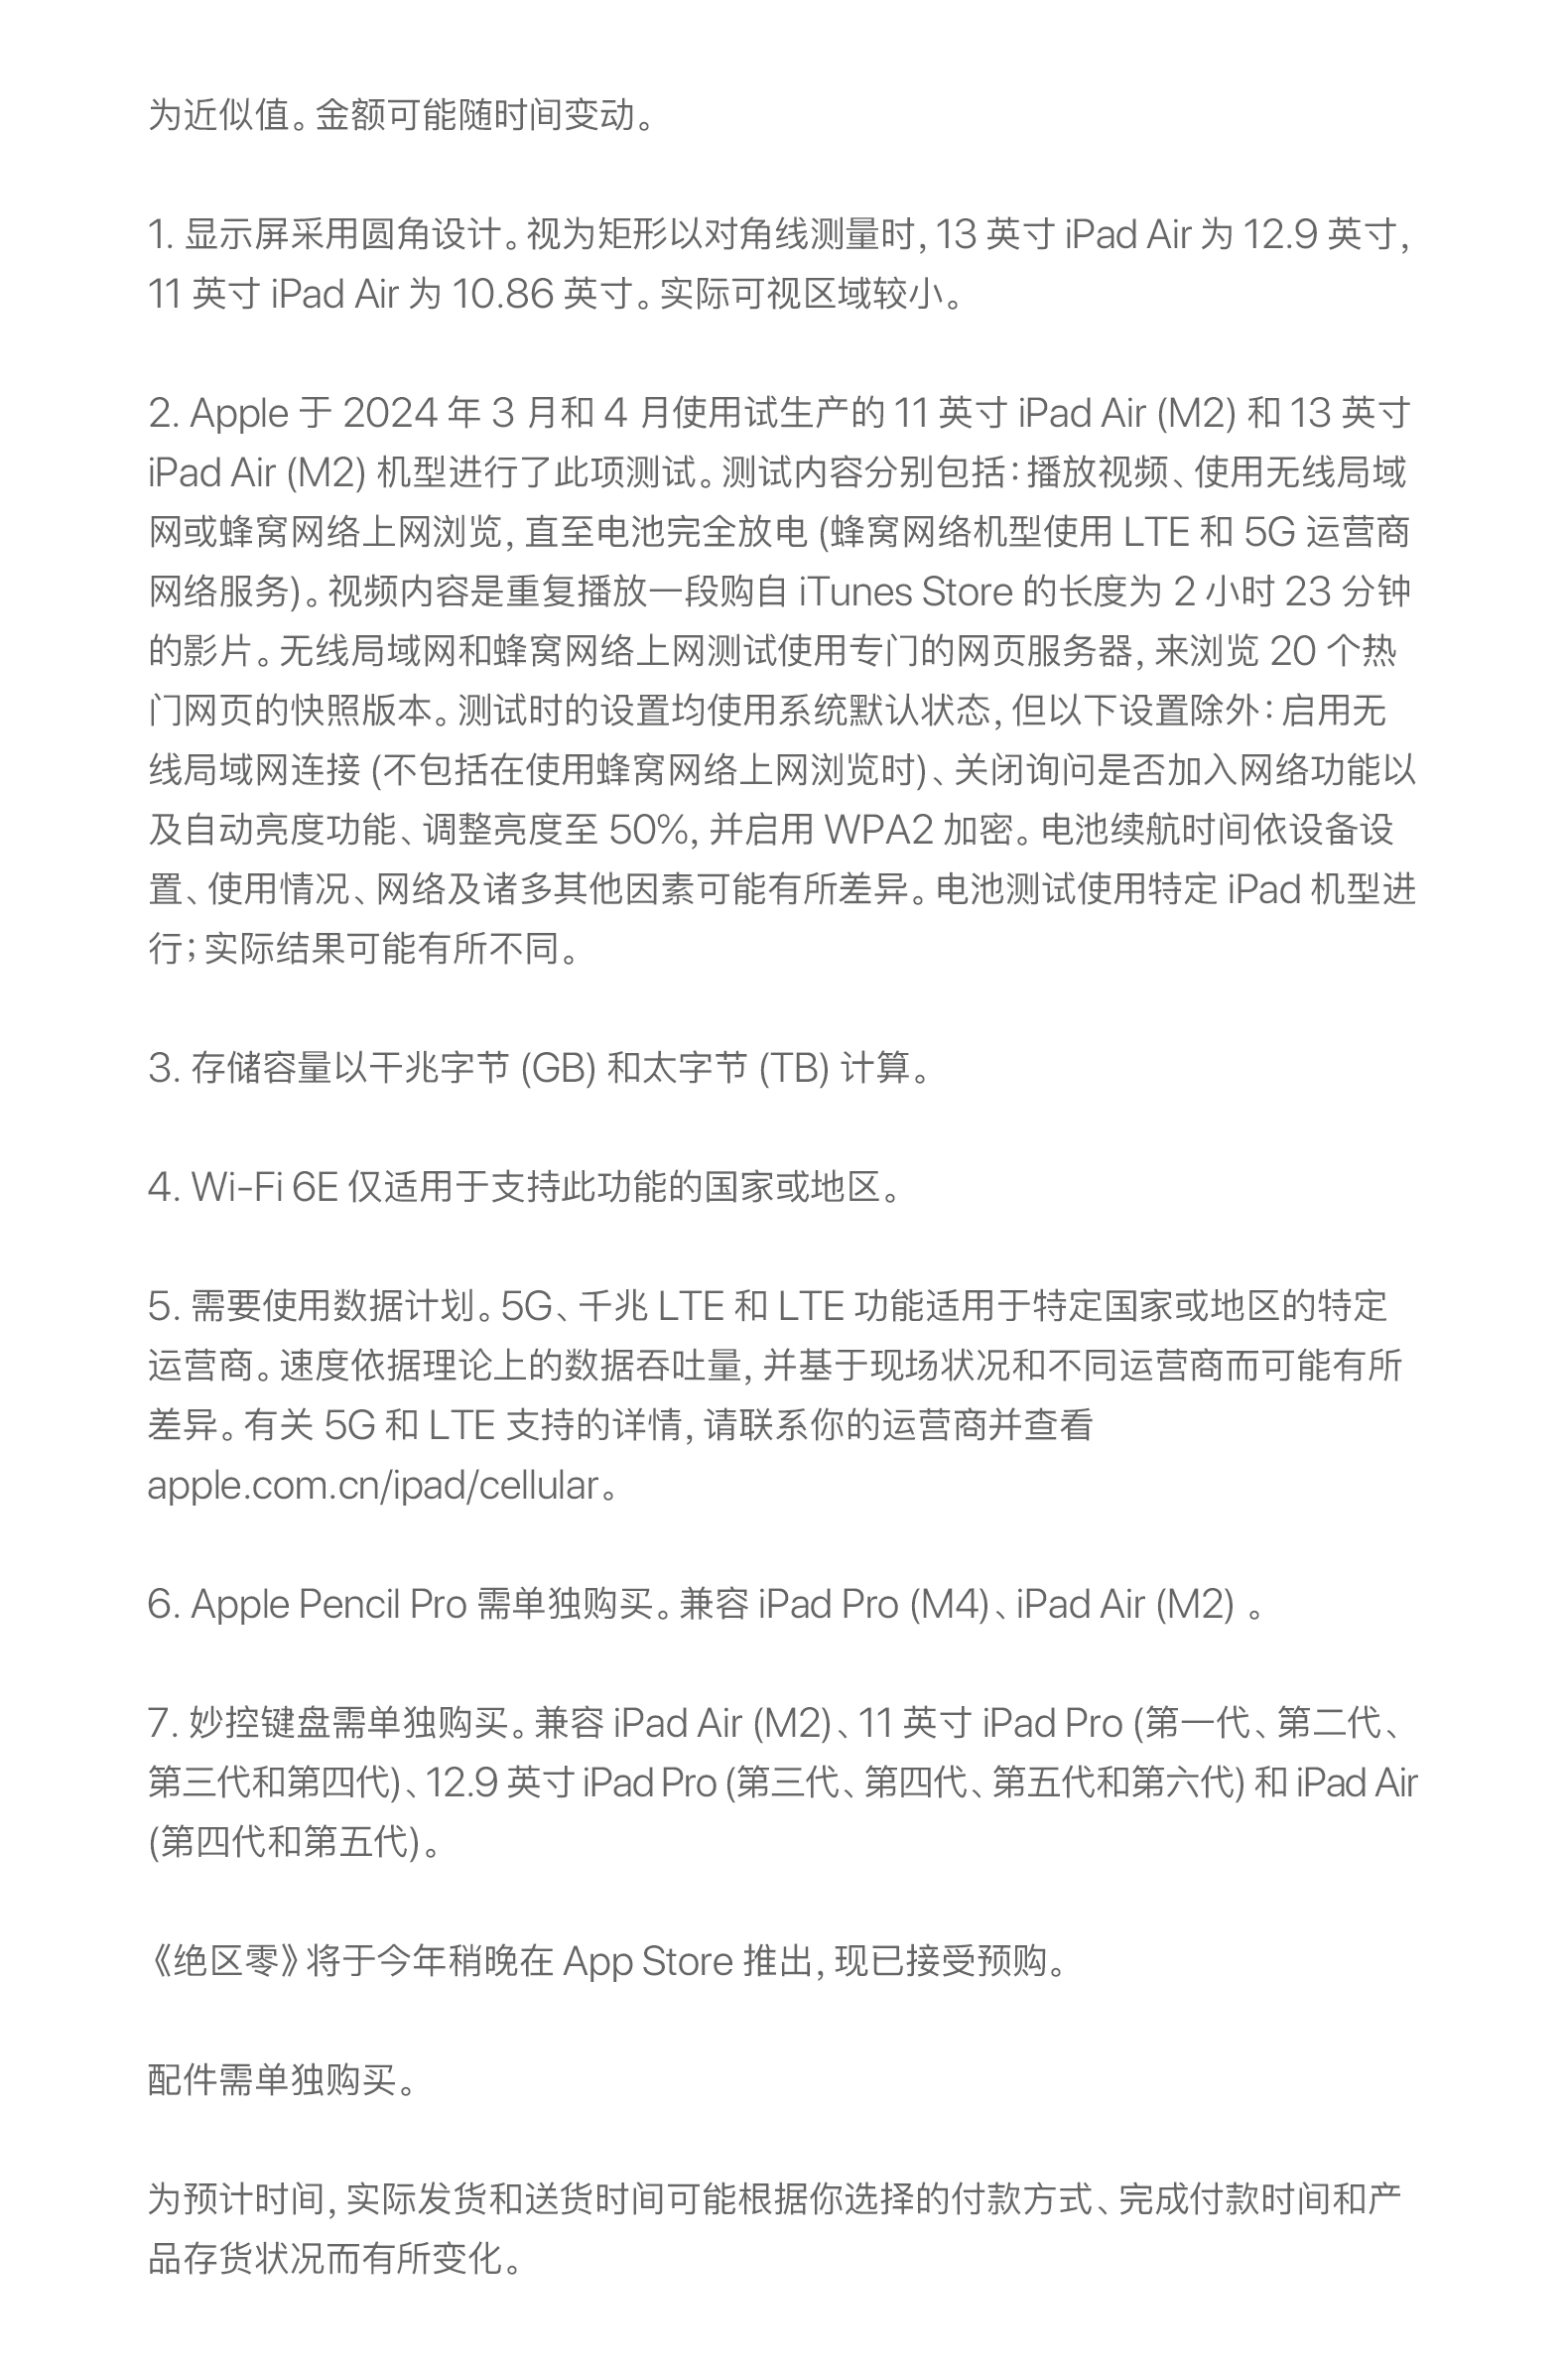 为近似值。金额可能随时间变动。
1. 显示屏采用圆角设计。视为矩形以对角线测量时, 13 英寸 iPad Air 为 12.9 英寸,
11 英寸 iPad Air 为 10.86 英寸。实际可视区域较小。
2. Apple 于 2024 年 3 月和 4 月使用试生产的 11 英寸 iPad Air (M2) 和 13 英寸
iPad Air (M2) 机型进行了此项测试。测试内容分别包括：播放视频、使用无线局域
网或蜂窝网络上网浏览, 直至电池完全放电 (蜂窝网络机型使用 LTE 和 5G 运营商
网络服务)。视频内容是重复播放一段购自 iTunes Store 的长度为 2 小时 23 分钟
的影片。无线局域网和蜂窝网络上网测试使用专门的网页服务器, 来浏览 20 个热
门网页的快照版本。测试时的设置均使用系统默认状态, 但以下设置除外：启用无
线局域网连接 (不包括在使用蜂窝网络上网浏览时)、关闭询问是否加入网络功能以
及自动亮度功能、调整亮度至 50%, 并启用 WPA2 加密。电池续航时间依设备设
置、使用情况、网络及诸多其他因素可能有所差异。电池测试使用特定 iPad 机型进
行；实际结果可能有所不同。
3. 存储容量以千兆字节 (GB) 和太字节 (TB) 计算。
4. Wi-Fi 6E 仅适用于支持此功能的国家或地区。
5. 需要使用数据计划。5G、千兆 LTE 和 LTE 功能适用于特定国家或地区的特定
运营商。速度依据理论上的数据吞吐量, 并基于现场状况和不同运营商而可能有所
差异。有关 5G 和 LTE 支持的详情, 请联系你的运营商并查看
apple.com.cn/ipad/cellular。
6. Apple Pencil Pro 需单独购买。兼容 iPad Pro (M4)、iPad Air (M2) 。
7. 妙控键盘需单独购买。兼容 iPad Air (M2)、11 英寸 iPad Pro (第一代、第二代、
第三代和第四代)、12.9 英寸 iPad Pro (第三代、第四代、第五代和第六代) 和 iPad Air
(第四代和第五代)。
《绝区零》将于今年稍晚在 App Store 推出, 现已接受预购。
配件需单独购买。
为预计时间, 实际发货和送货时间可能根据你选择的付款方式、完成付款时间和产
品存货状况而有所变化。